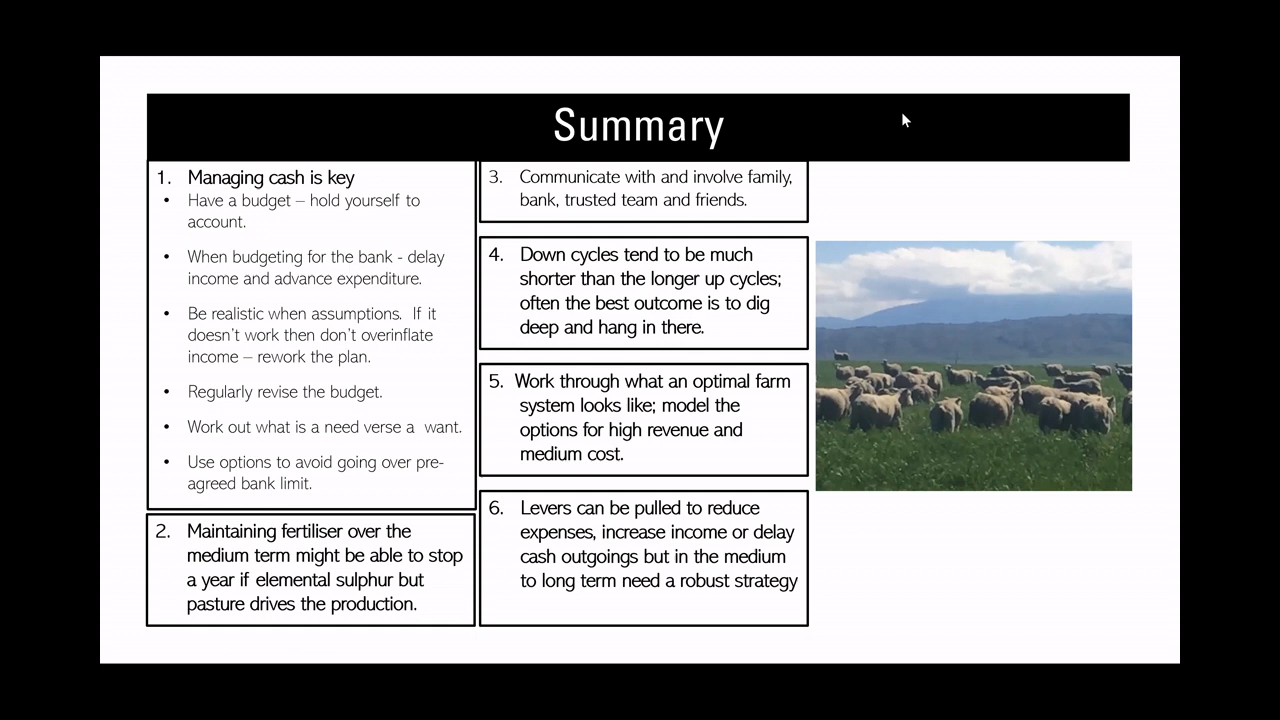 Summary
1. Managing cash is key
• Have a budget – hold yourself to
account.
• When budgeting for the bank - delay
income and advance expenditure.
• Be realistic when assumptions.  If it
doesn't work then don't overinflate
income – rework the plan.
• Regularly revise the budget.
• Work out what is a need verse a  want.
• Use options to avoid going over pre-
agreed bank limit.
2. Maintaining fertiliser over the
medium term might be able to stop
a year if elemental sulphur but
pasture drives the production.
3. Communicate with and involve family,
bank, trusted team and friends.
4. Down cycles tend to be much
shorter than the longer up cycles;
often the best outcome is to dig
deep and hang in there.
5. Work through what an optimal farm
system looks like; model the
options for high revenue and
medium cost.
6. Levers can be pulled to reduce
expenses, increase income or delay
cash outgoings but in the medium
to long term need a robust strategy